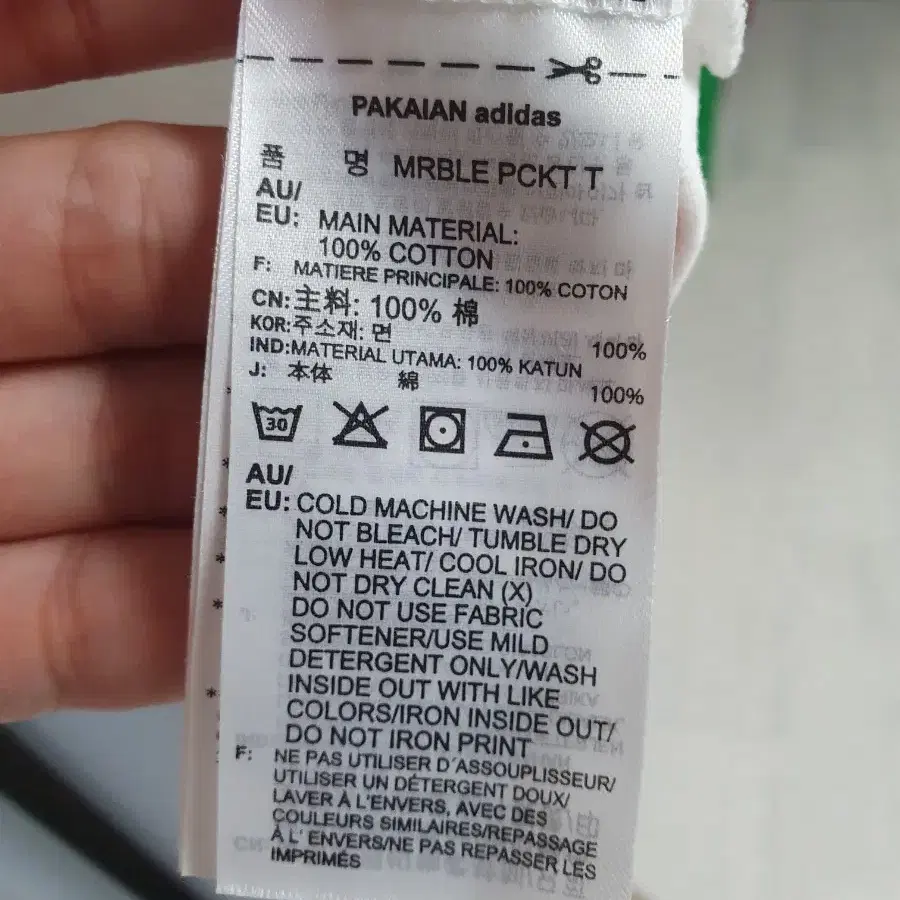 PAKAIAN adidas
품 명 MRBLE PCKT T
AU/
EU: MAIN MATERIAL:
100% COTTON
F: MATIERE PRINCIPALE: 100% COTON
CN: 主料: 100% 棉
KOR: 주소재: 면 100%
IND: MATERIAL UTAMA: 100% KATUN
J: 本体 綿 100%
30
AU/
EU: COLD MACHINE WASH/ DO
NOT BLEACH/ TUMBLE DRY
LOW HEAT/ COOL IRON/ DO
NOT DRY CLEAN (X)
DO NOT USE FABRIC
SOFTENER/USE MILD
DETERGENT ONLY/WASH
INSIDE OUT WITH LIKE
COLORS/IRON INSIDE OUT/
DO NOT IRON PRINT
F: NE PAS UTILISER D´ASSOUPLISSEUR/
UTILISER UN DÉTERGENT DOUX/
LAVER À L'ENVERS, AVEC DES
COULEURS SIMILAIRES/REPASSAGE
À L' ENVERS/NE PAS REPASSER LES
IMPRIMÉS